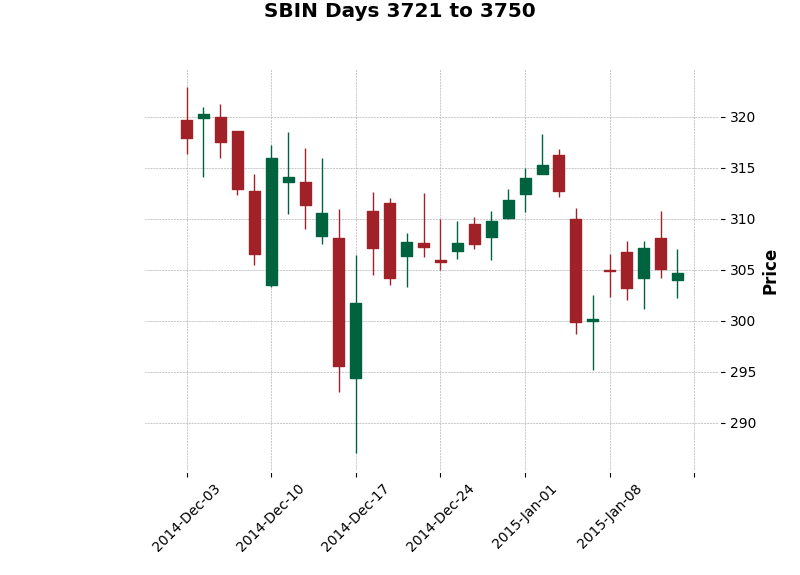 SBIN Days 3721 to 3750
320
315
310
305
300
295
290
Price
2014-Dec-03
2014-Dec-10
2014-Dec-17
2014-Dec-24
2015-Jan-01
2015-Jan-08